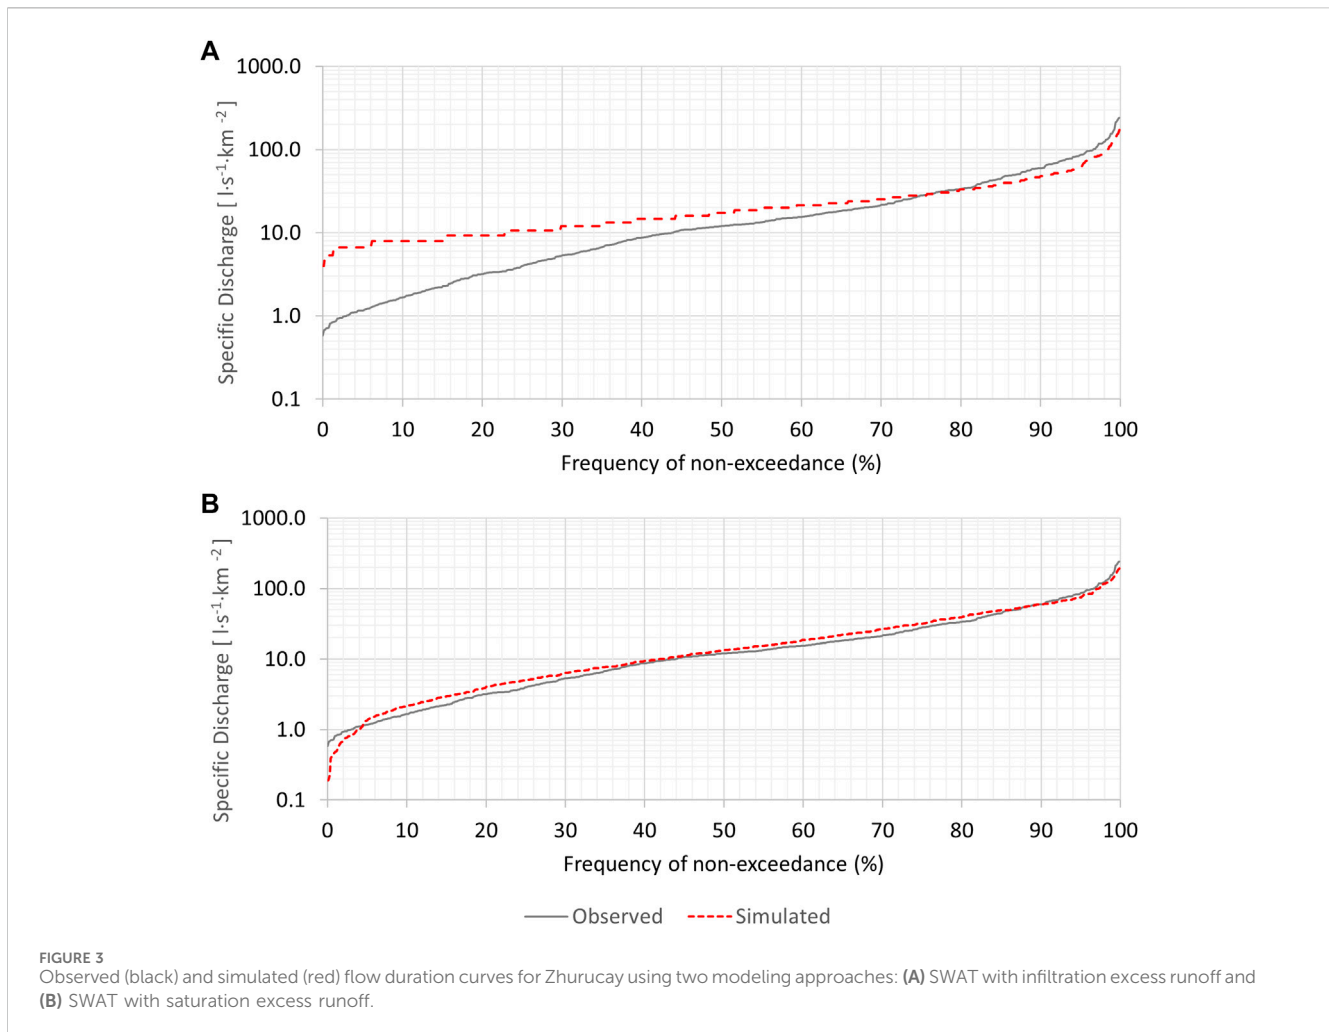 A
1000.0
100.0
10.0
1.0
0.1
Specific Discharge [ l·s⁻¹·km ⁻² ]
0 10 20 30 40 50 60 70 80 90 100
Frequency of non-exceedance (%)
B
1000.0
100.0
10.0
1.0
0.1
Specific Discharge [ l·s⁻¹·km ⁻² ]
0 10 20 30 40 50 60 70 80 90 100
Frequency of non-exceedance (%)
Observed Simulated
FIGURE 3
Observed (black) and simulated (red) flow duration curves for Zhurucay using two modeling approaches: (A) SWAT with infiltration excess runoff and
(B) SWAT with saturation excess runoff.